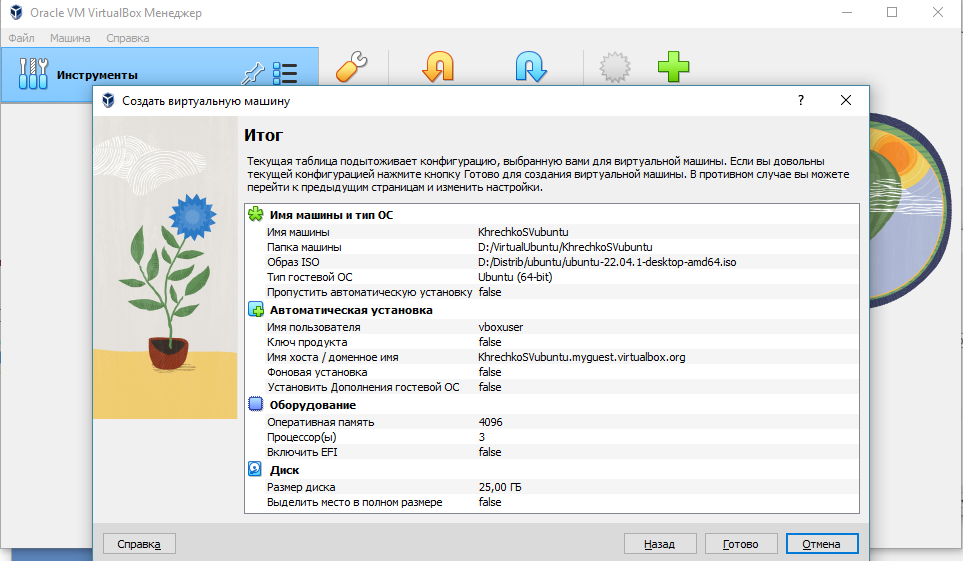 Oracle VM VirtualBox Менеджер
Файл Машина Справка
Инструменты
Создать виртуальную машину
?
Итог
Текущая таблица подытоживает конфигурацию, выбранную вами для виртуальной машины. Если вы довольны
текущей конфигурацией нажмите кнопку Готово для создания виртуальной машины. В противном случае вы можете
перейти к предыдущим страницам и изменить настройки.
Имя машины и тип ОС
Имя машины KhrechkoSVubuntu
Папка машины D:/VirtualUbuntu/KhrechkoSVubuntu
Образ ISO D:/Distrib/ubuntu/ubuntu-22.04.1-desktop-amd64.iso
Тип гостевой ОС Ubuntu (64-bit)
Пропустить автоматическую установку false
Автоматическая установка
Имя пользователя vboxuser
Ключ продукта false
Имя хоста / доменное имя KhrechkoSVubuntu.myguest.virtualbox.org
Фоновая установка false
Установить Дополнения гостевой ОС false
Оборудование
Оперативная память 4096
Процессор(ы) 3
Включить EFI false
Диск
Размер диска 25,00 ГБ
Выделить место в полном размере false
Справка Назад Готово Отмена